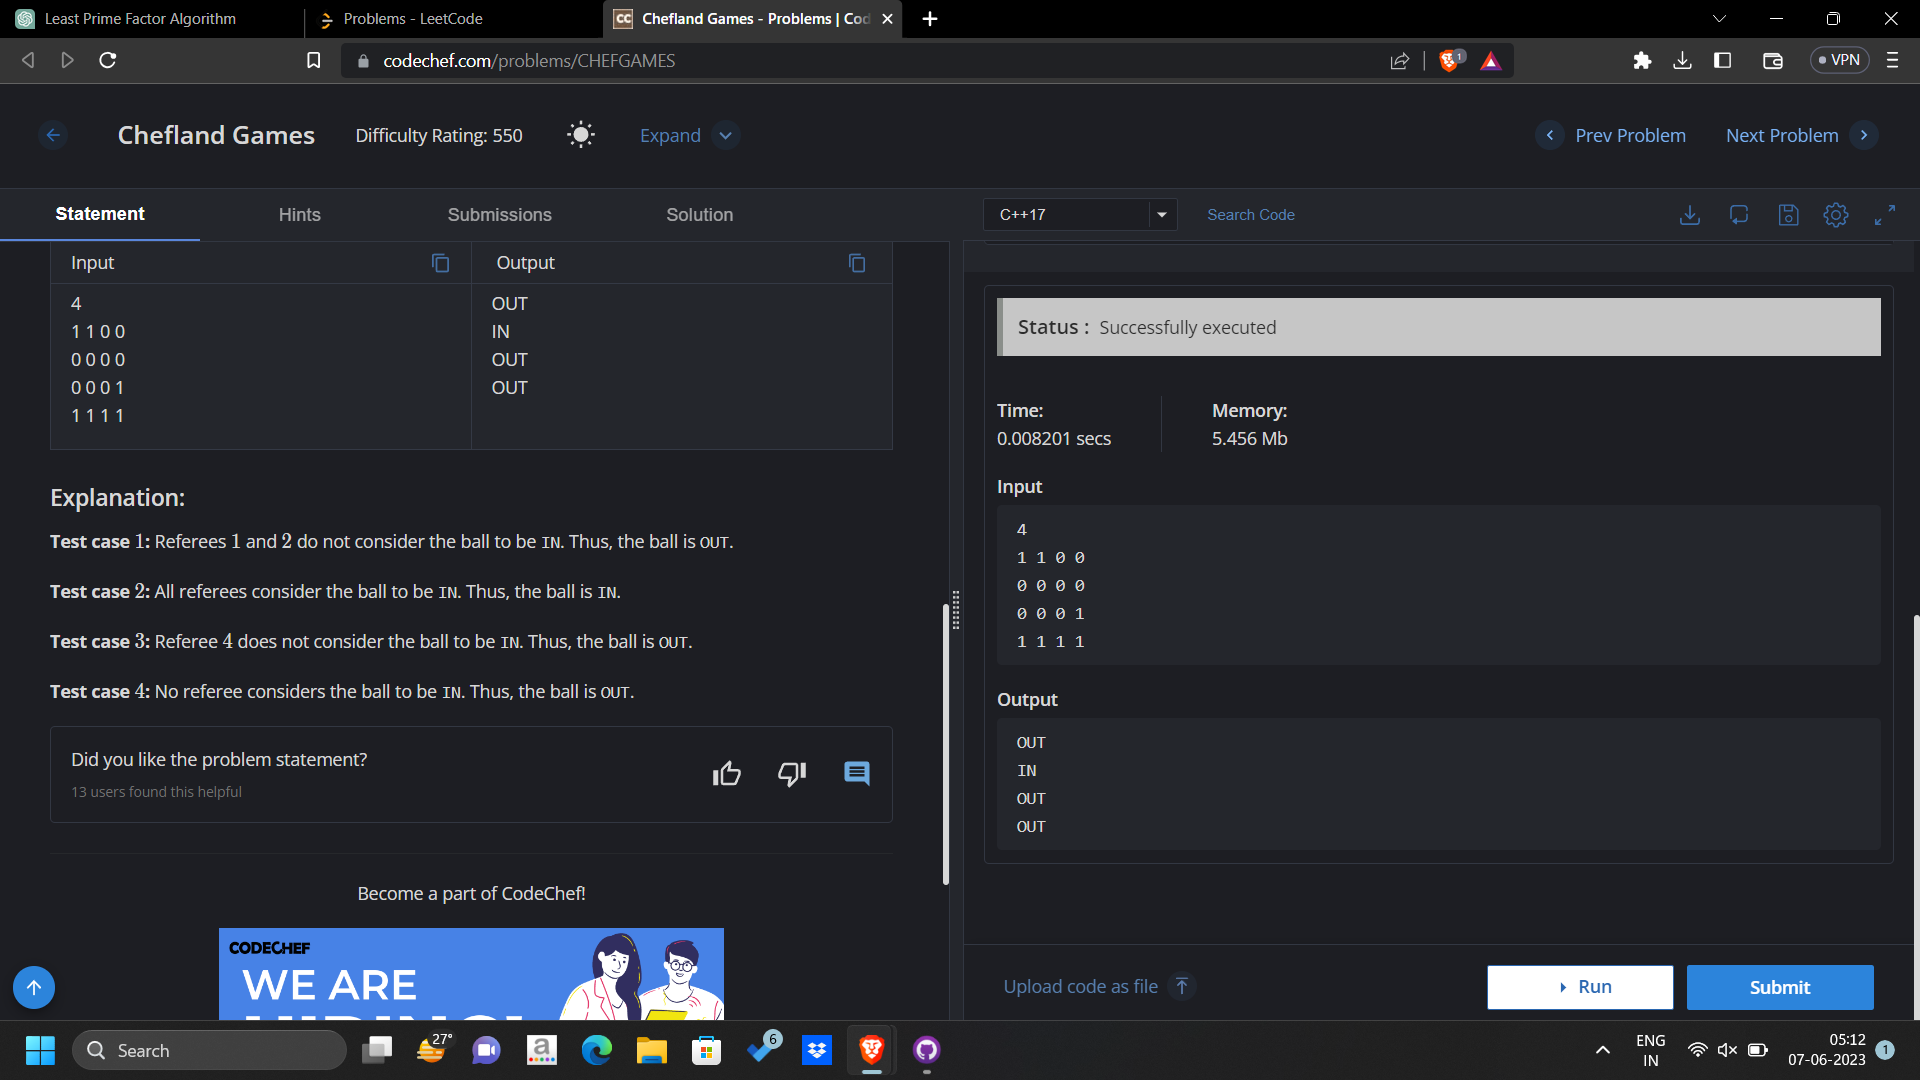 Least Prime Factor Algorithm
Problems - LeetCode
CC Chefland Games - Problems | Cod
codechef.com/problems/CHEFGAMES
1
VPN
Chefland Games
Difficulty Rating: 550
Expand
Prev Problem
Next Problem
Statement
Hints
Submissions
Solution
C++17
Search Code
Input
Output
4
1 1 0 0
0 0 0 0
0 0 0 1
1 1 1 1
OUT
IN
OUT
OUT
Explanation:
Test case 1: Referees 1 and 2 do not consider the ball to be IN. Thus, the ball is OUT.
Test case 2: All referees consider the ball to be IN. Thus, the ball is IN.
Test case 3: Referee 4 does not consider the ball to be IN. Thus, the ball is OUT.
Test case 4: No referee considers the ball to be IN. Thus, the ball is OUT.
Did you like the problem statement?
13 users found this helpful
Become a part of CodeChef!
CODECHEF
WE ARE
HIRING!
Status : Successfully executed
Time:
0.008201 secs
Memory:
5.456 Mb
Input
4
1 1 0 0
0 0 0 0
0 0 0 1
1 1 1 1
Output
OUT
IN
OUT
OUT
Upload code as file
Run
Submit
Search
27°
a
6
ENG
IN
05:12
07-06-2023
1